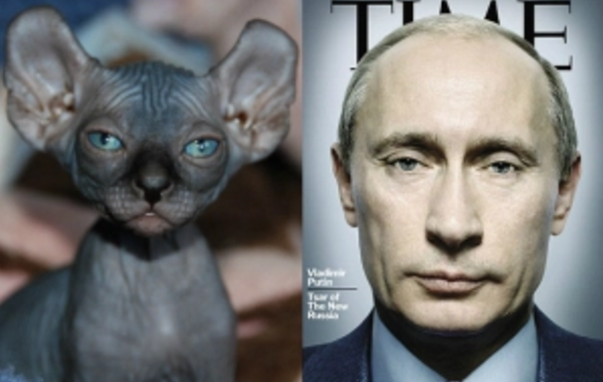 TIME
Vladimir
Putin
Tsar of
The New
Russia